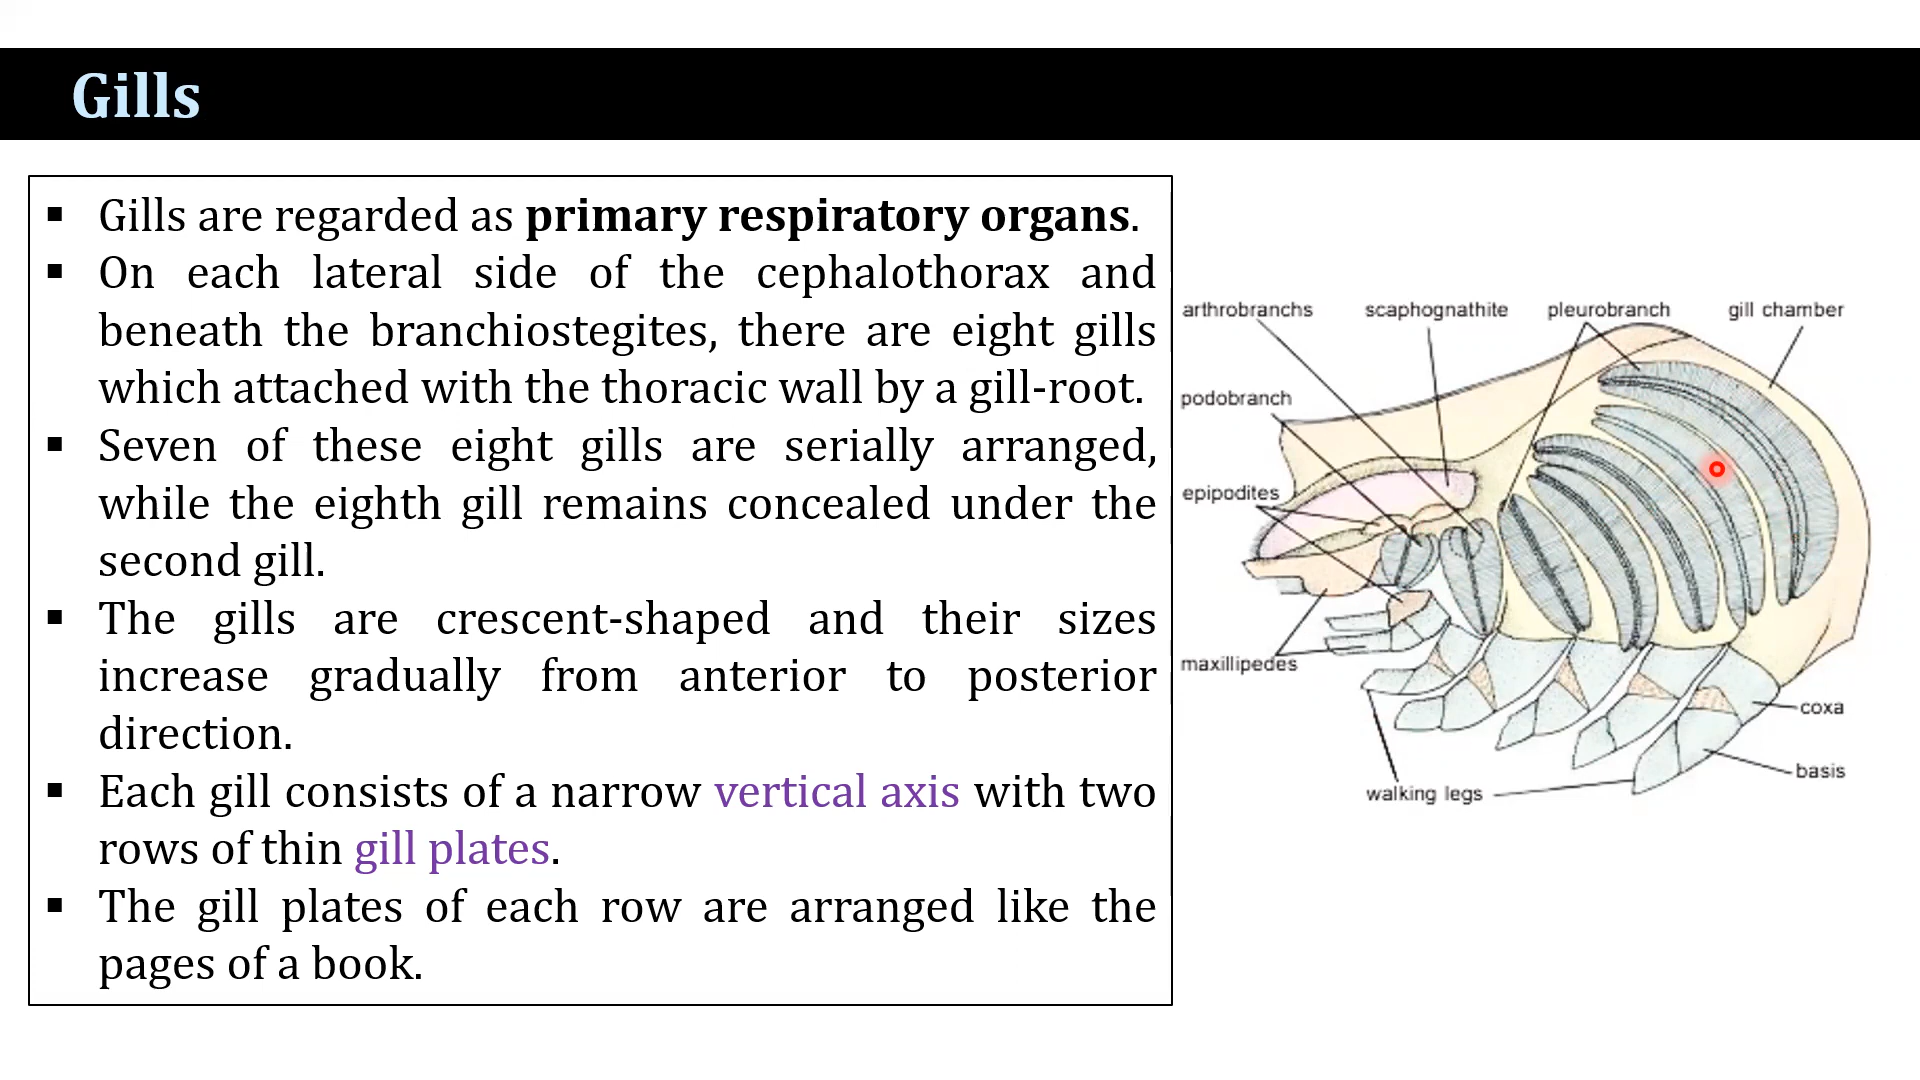 Gills
▪ Gills are regarded as primary respiratory organs.
▪ On each lateral side of the cephalothorax and
beneath the branchiostegites, there are eight gills
which attached with the thoracic wall by a gill-root.
▪ Seven of these eight gills are serially arranged,
while the eighth gill remains concealed under the
second gill.
▪ The gills are crescent-shaped and their sizes
increase gradually from anterior to posterior
direction.
▪ Each gill consists of a narrow vertical axis with two
rows of thin gill plates.
▪ The gill plates of each row are arranged like the
pages of a book.
arthrobranchs scaphognathite pleurobranch gill chamber
podobranch
epipodites
maxillipedes
coxa
basis
walking legs